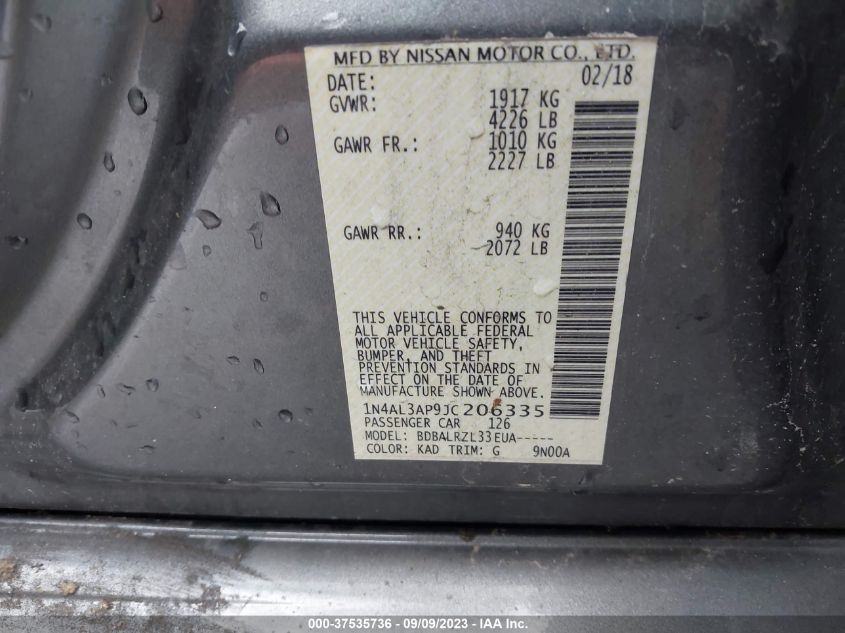 MFD BY NISSAN MOTOR CO., LTD.
DATE: 02/18
GVWR: 1917 KG
4226 LB
GAWR FR.: 1010 KG
2227 LB
GAWR RR.: 940 KG
2072 LB
THIS VEHICLE CONFORMS TO
ALL APPLICABLE FEDERAL
MOTOR VEHICLE SAFETY,
BUMPER, AND THEFT
PREVENTION STANDARDS IN
EFFECT ON THE DATE OF
MANUFACTURE SHOWN ABOVE.
1N4AL3AP9JC206335
PASSENGER CAR 126
MODEL: BDBALRZL33EUA-----
COLOR: KAD TRIM: G 9N00A
000-37535736 - 09/09/2023 - IAA Inc.